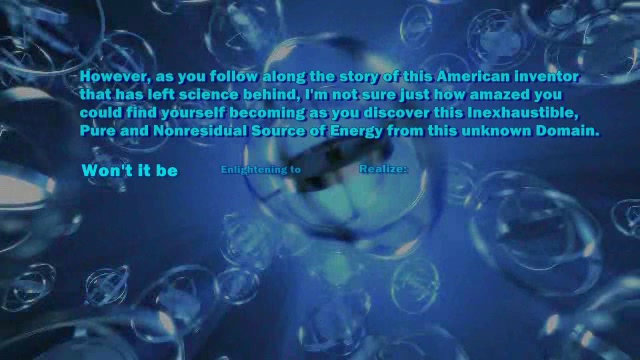 However, as you follow along the story of this American inventor
that has left science behind, I'm not sure just how amazed you
could find yourself becoming as you discover this Inexhaustible,
Pure and Nonresidual Source of Energy from this unknown Domain.
Won't it be Enlightening to Realize: